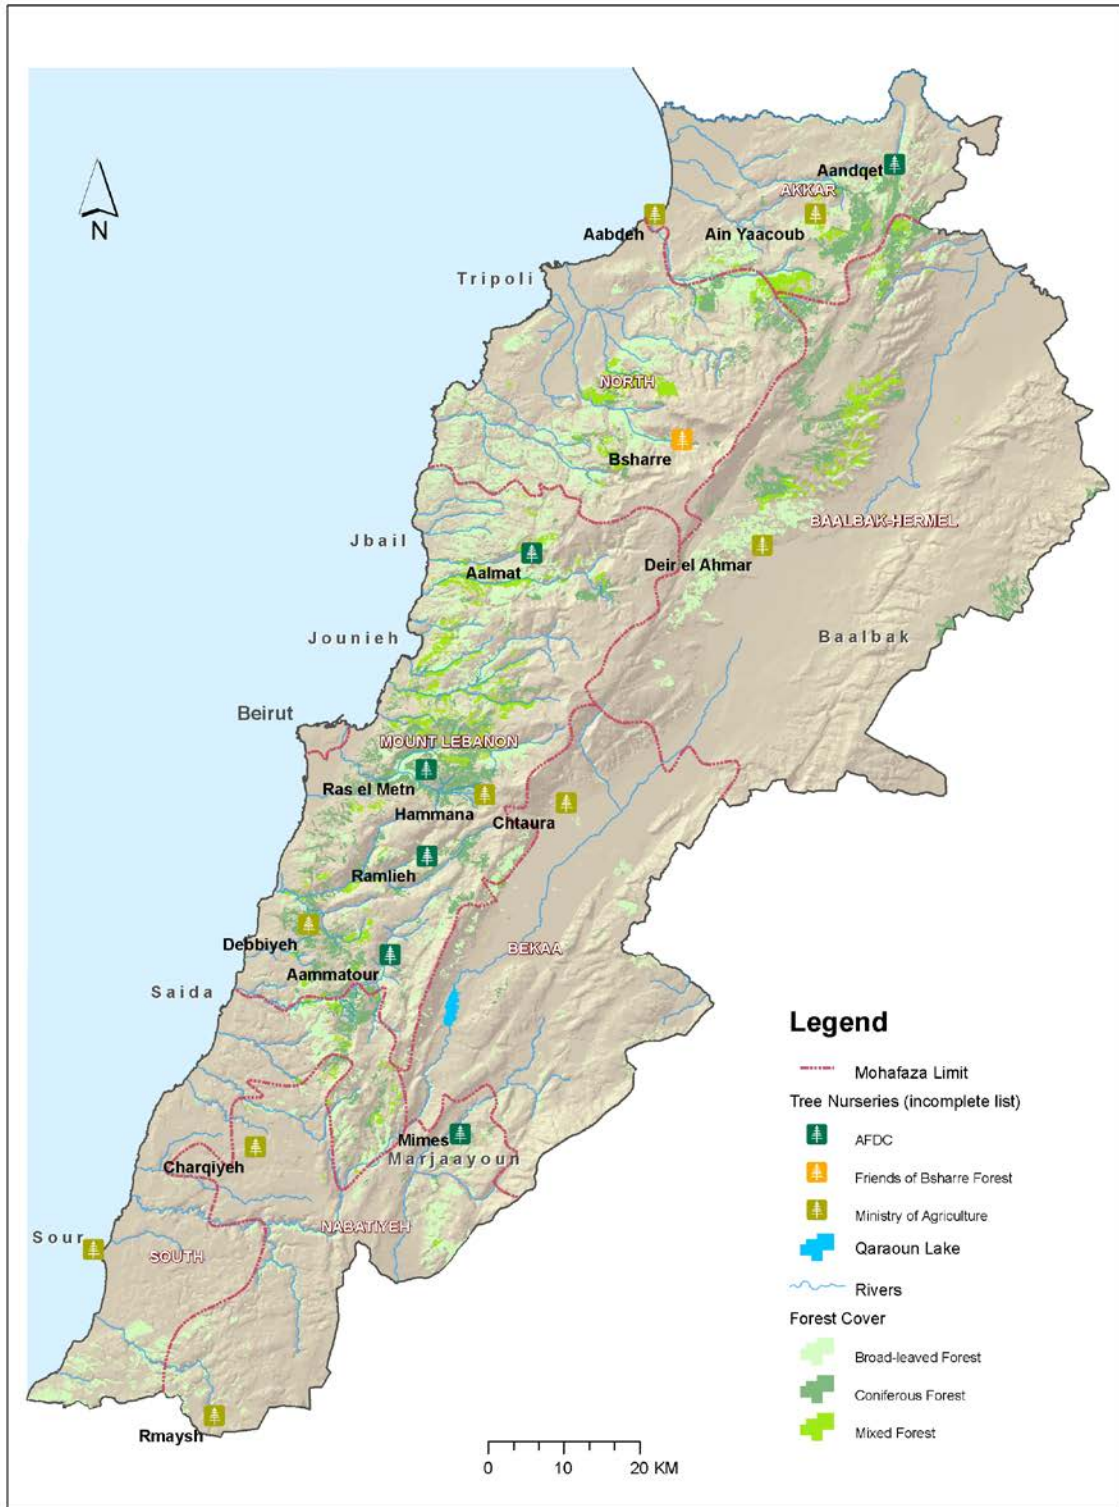 N
Aandqet
AKKAR
Aabdeh
Ain Yaacoub
Tripoli
NORTH
Bsharre
BAALBAK-HERMEL
Jbail
Aalmat
Deir el Ahmar
Jounieh
Baalbak
Beirut
MOUNT LEBANON
Ras el Metn
Hammana
Chtaura
Ramlieh
Debbiyeh
BEKAA
Aammatour
Saida
Mimes
Marjaayoun
Charqiyeh
NABATIYEH
Sour
SOUTH
Rmaysh
Legend
Mohafaza Limit
Tree Nurseries (incomplete list)
AFDC
Friends of Bsharre Forest
Ministry of Agriculture
Qaraoun Lake
Rivers
Forest Cover
Broad-leaved Forest
Coniferous Forest
Mixed Forest
0 10 20 KM